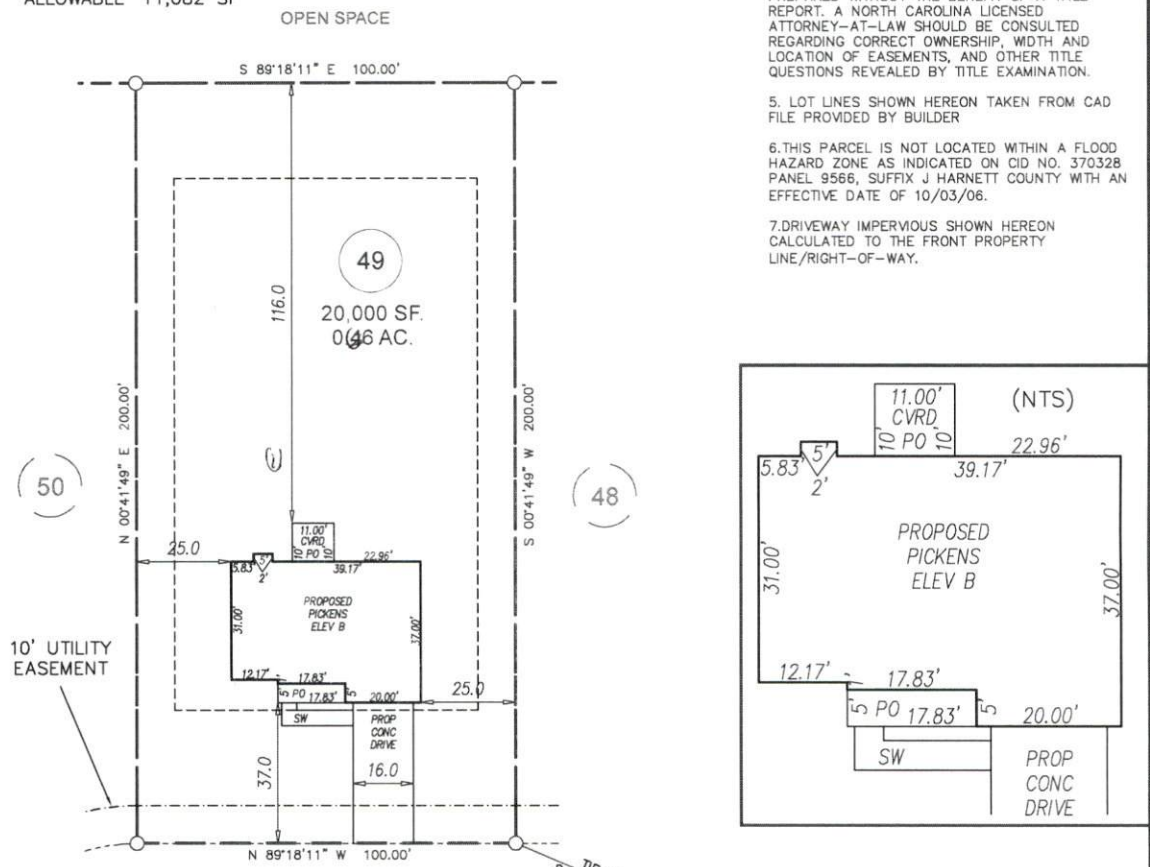 ALLOWABLE 11,082 SF
OPEN SPACE
S 89°18'11" E 100.00'
116.0
49
20,000 SF.
0.46 AC.
N 00°41'49" E 200.00'
S 00°41'49" W 200.00'
50
48
25.0
11.00'
CVRD
10' PO 10'
5.83'
5'
2'
22.96'
39.17'
31.00'
PROPOSED
PICKENS
ELEV B
37.00'
12.17'
1'
17.83'
5' PO 17.83' 5'
20.00'
25.0
10' UTILITY
EASEMENT
SW
PROP
CONC
DRIVE
37.0
16.0
N 89°18'11" W 100.00'
REPORT. A NORTH CAROLINA LICENSED
ATTORNEY-AT-LAW SHOULD BE CONSULTED
REGARDING CORRECT OWNERSHIP, WIDTH AND
LOCATION OF EASEMENTS, AND OTHER TITLE
QUESTIONS REVEALED BY TITLE EXAMINATION.
5. LOT LINES SHOWN HEREON TAKEN FROM CAD
FILE PROVIDED BY BUILDER
6.THIS PARCEL IS NOT LOCATED WITHIN A FLOOD
HAZARD ZONE AS INDICATED ON CID NO. 370328
PANEL 9566, SUFFIX J HARNETT COUNTY WITH AN
EFFECTIVE DATE OF 10/03/06.
7.DRIVEWAY IMPERVIOUS SHOWN HEREON
CALCULATED TO THE FRONT PROPERTY
LINE/RIGHT-OF-WAY.
(NTS)
11.00'
CVRD
10' PO 10'
5.83'
5'
2'
22.96'
39.17'
31.00'
PROPOSED
PICKENS
ELEV B
37.00'
12.17'
1'
17.83'
5' PO 17.83' 5'
20.00'
SW
PROP
CONC
DRIVE